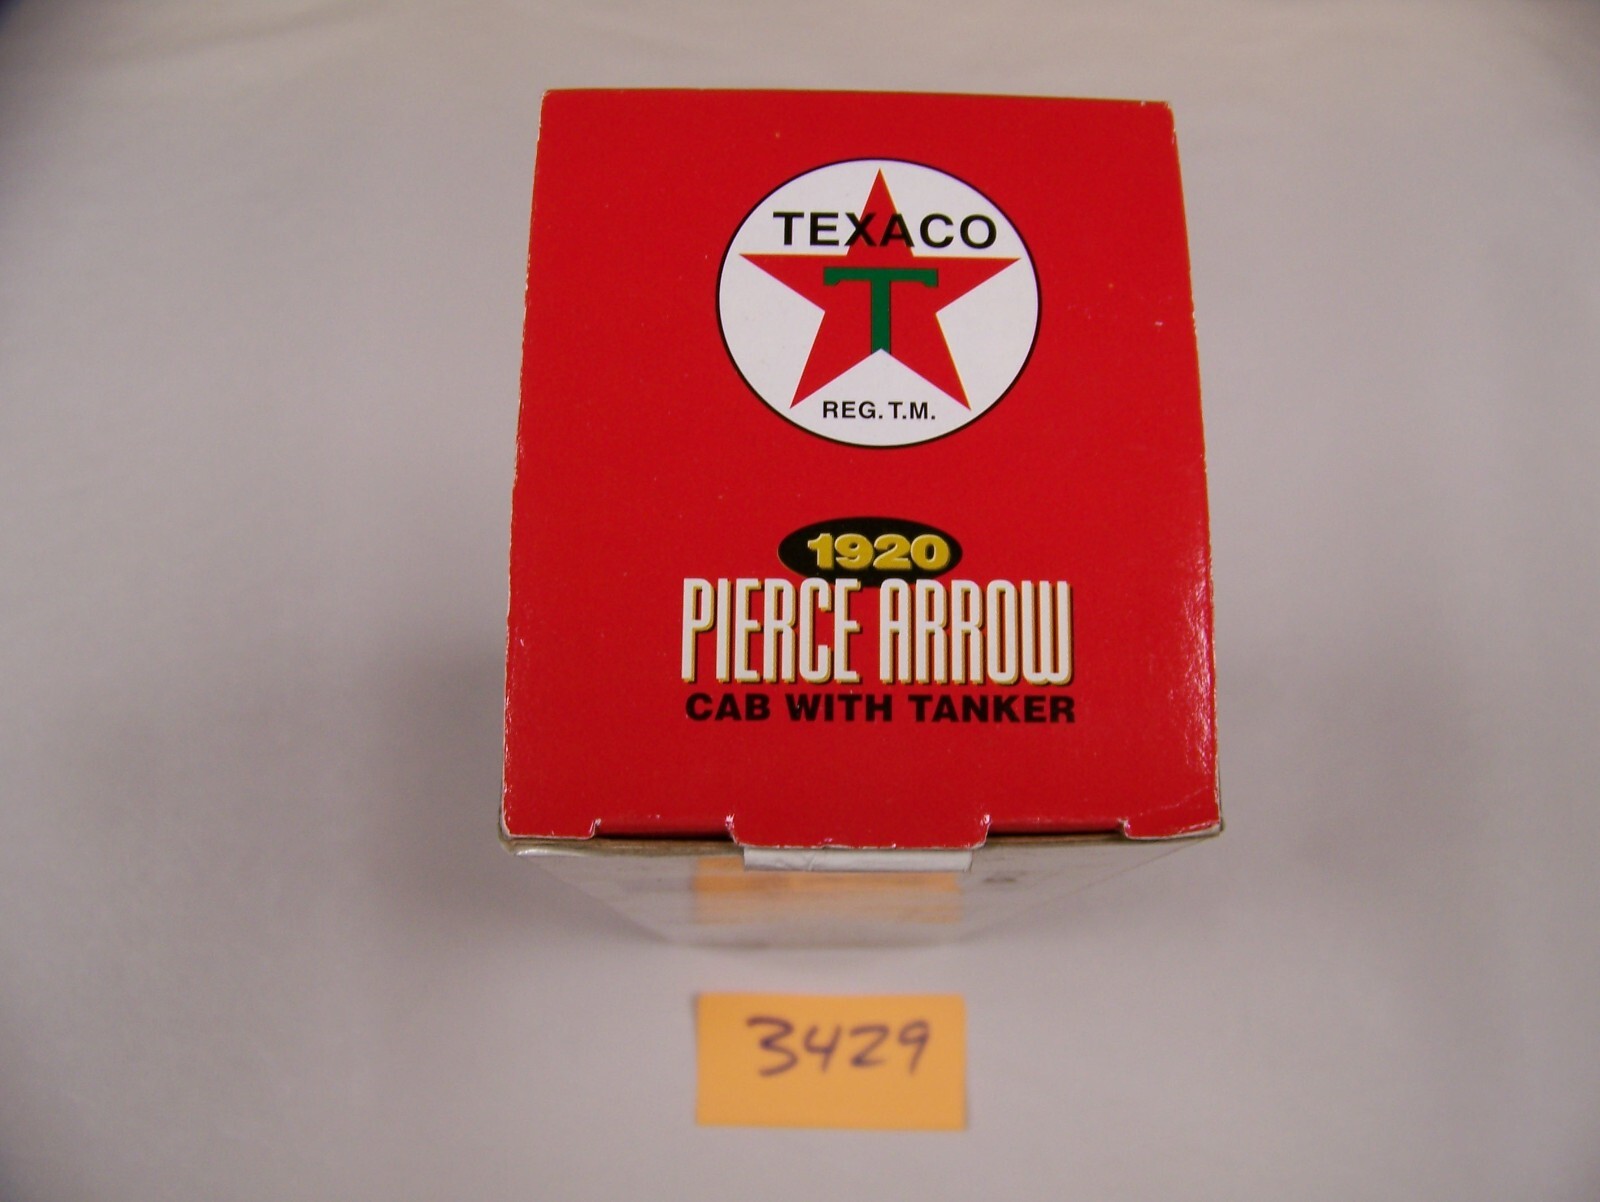 TEXACO
T
REG. T.M.
1920
PIERCE ARROW
CAB WITH TANKER
3429